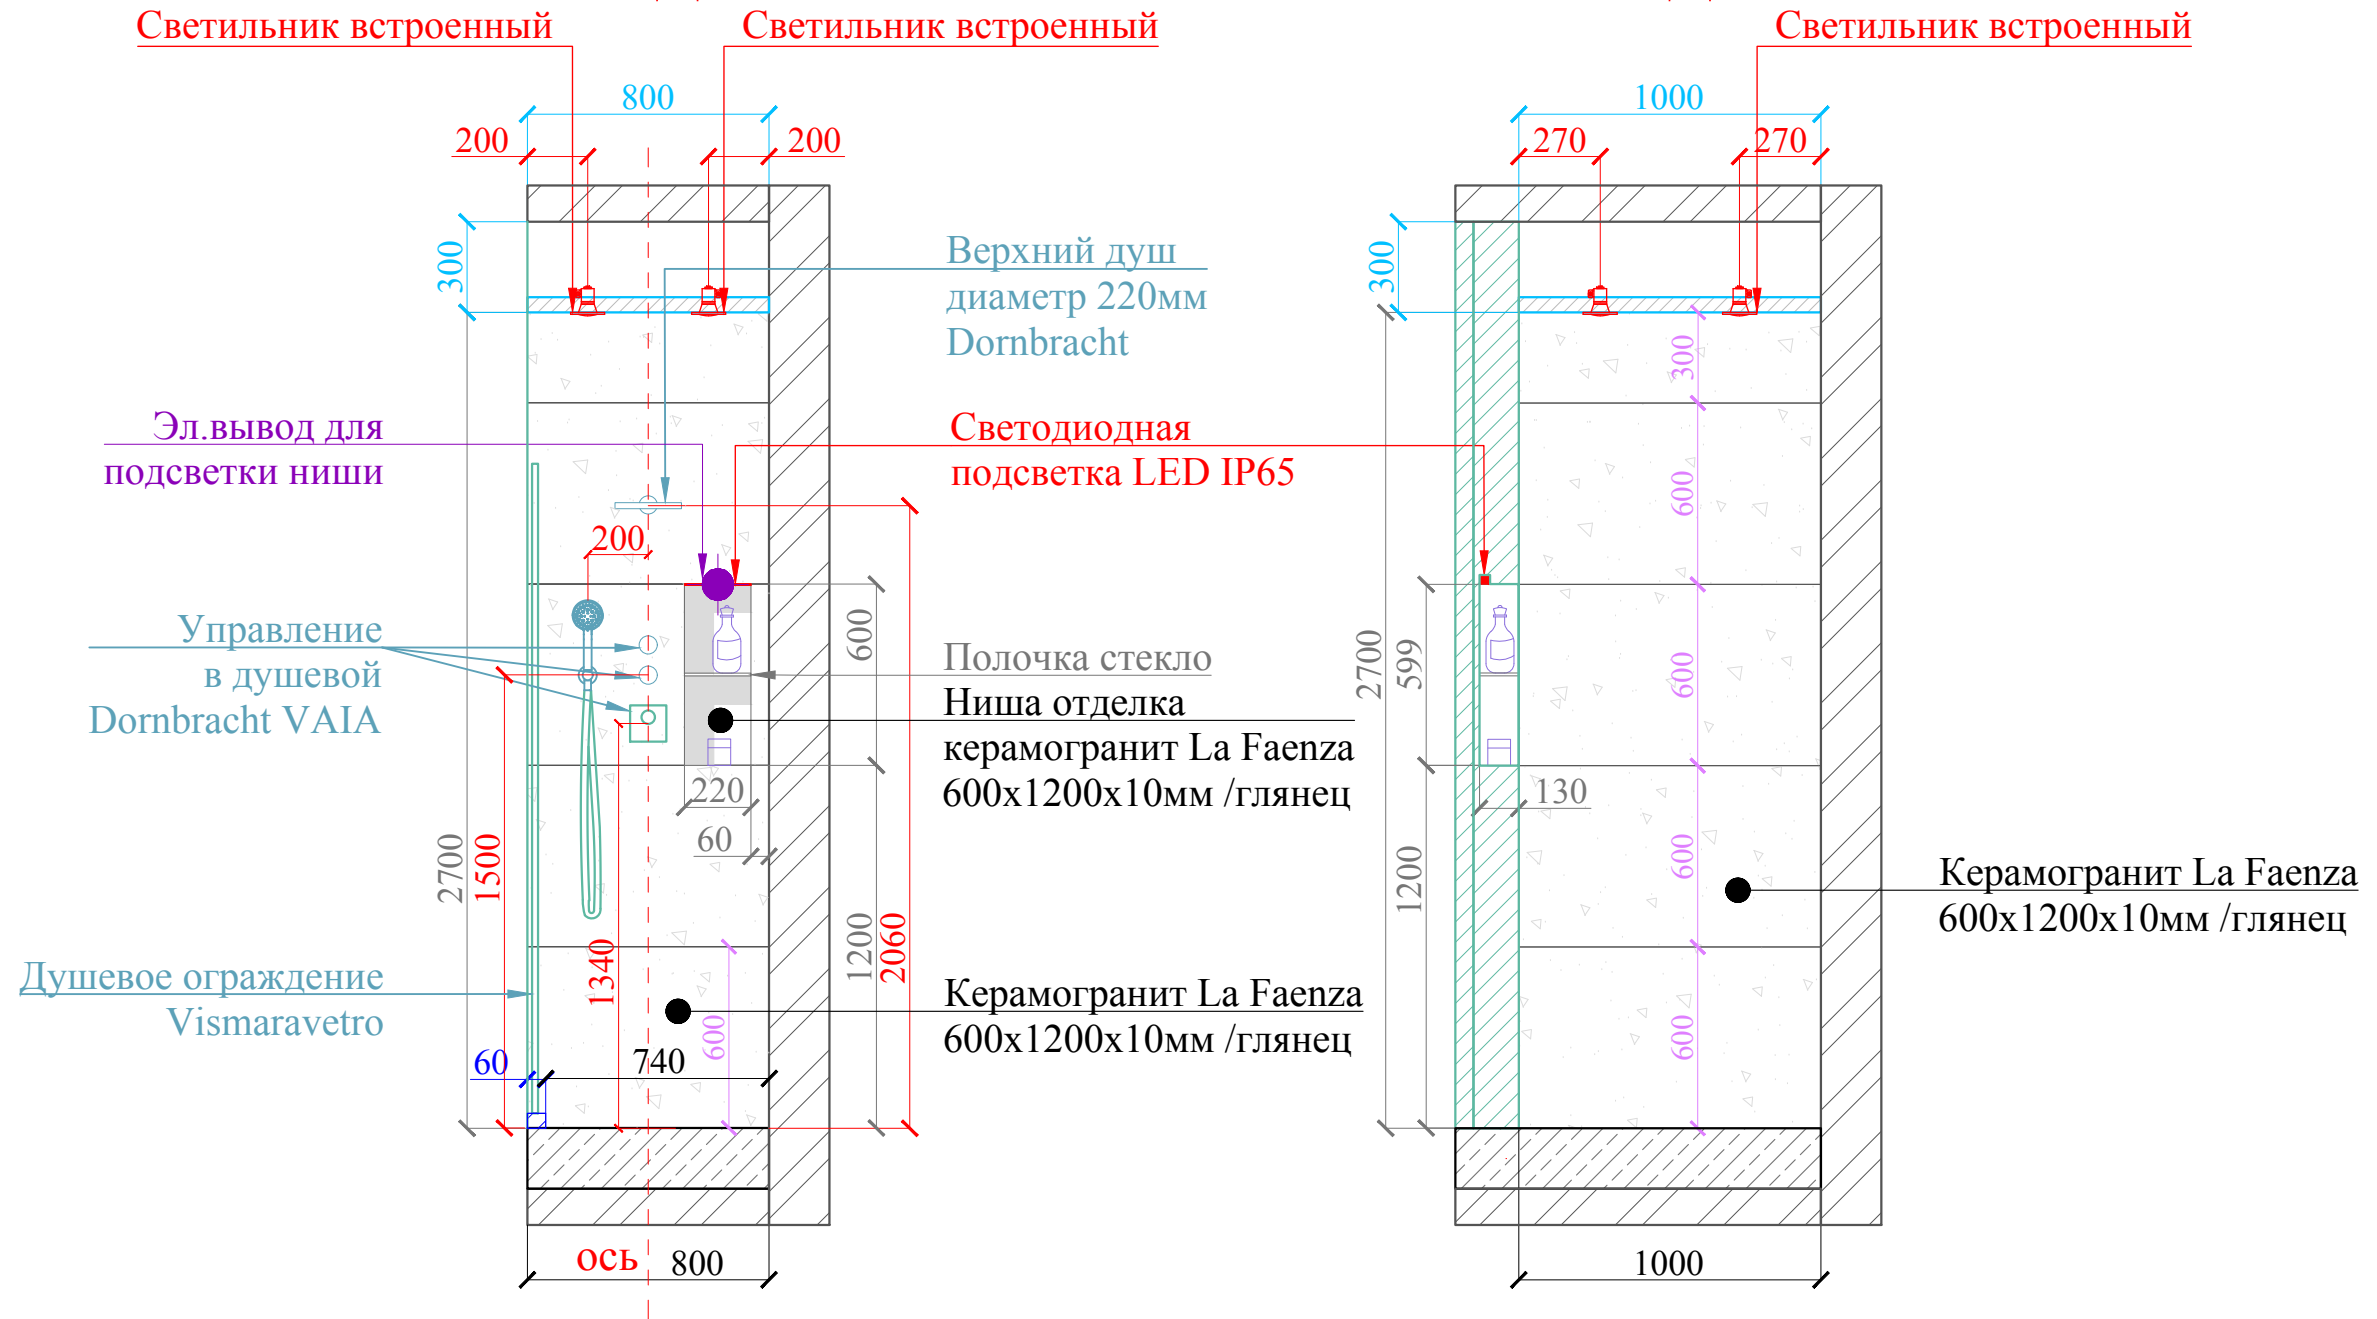 Светильник встроенный
Светильник встроенный
Светильник встроенный
800
1000
200
200
270
270
300
300
Верхний душ
диаметр 220мм
Dornbracht
300
Эл.вывод для
подсветки ниши
Светодиодная
подсветка LED IP65
600
200
Управление
в душевой
Dornbracht VAIA
600
Полочка стекло
Ниша отделка
керамогранит La Faenza
600х1200х10мм /глянец
2700
599
600
220
130
60
2700
1500
1200
600
Керамогранит La Faenza
600х1200х10мм /глянец
1340
1200
2060
Душевое ограждение
Vismaravetro
Керамогранит La Faenza
600х1200х10мм /глянец
600
600
60
740
ось
800
1000